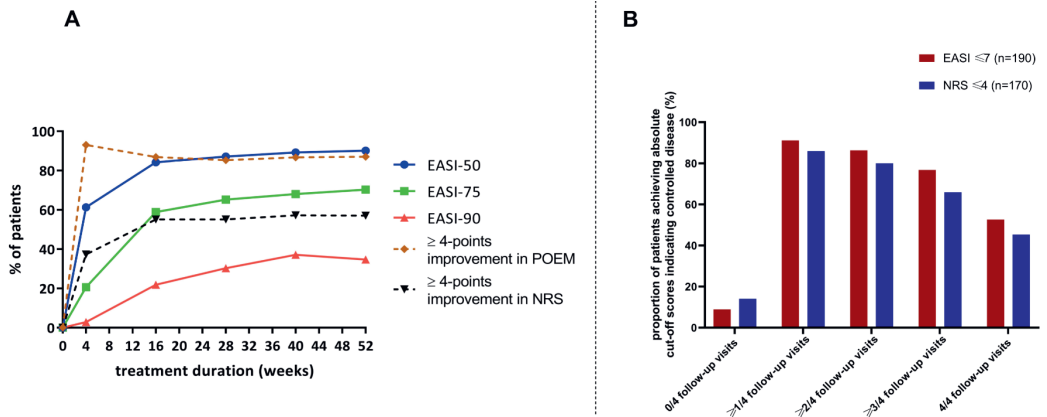 A
% of patients
100
80
60
40
20
0
0 4 8 12 16 20 24 28 32 36 40 44 48 52
treatment duration (weeks)
EASI-50
EASI-75
EASI-90
≥ 4-points
improvement in POEM
≥ 4-points
improvement in NRS
B
EASI ⩽7 (n=190)
NRS ⩽4 (n=170)
proportion of patients achieving absolute
cut-off scores indicating controlled disease (%)
100
80
60
40
20
0
0/4 follow-up visits
⩾1/4 follow-up visits
⩾2/4 follow-up visits
⩾3/4 follow-up visits
4/4 follow-up visits